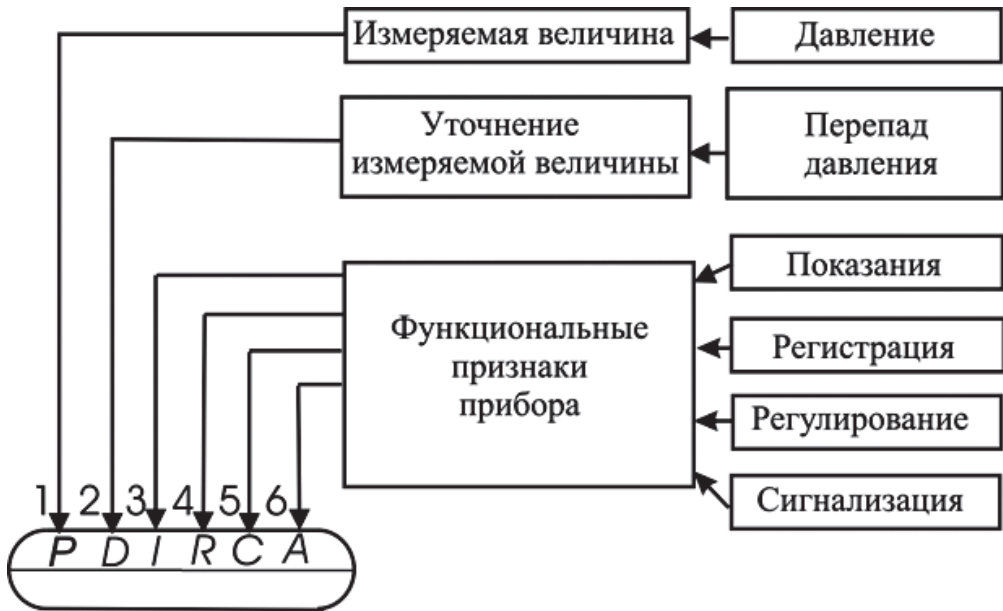 Измеряемая величина
Давление
Уточнение
измеряемой величины
Перепад
давления
Функциональные
признаки
прибора
Показания
Регистрация
Регулирование
Сигнализация
1 2 3 4 5 6
P D I R C A